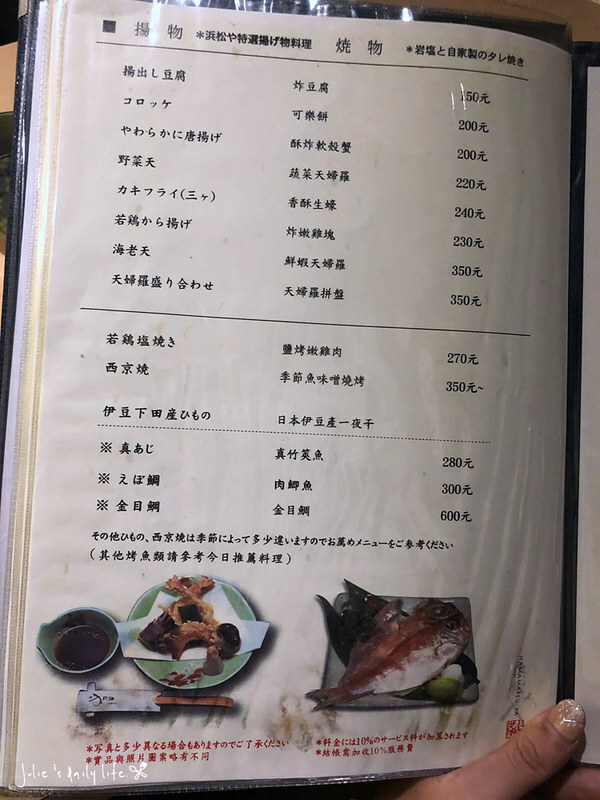 ■ 揚 物 *浜松や特選揚げ物料理 焼 物 *岩塩と自家製のタレ焼き
揚出し豆腐 炸豆腐 150元
コロッケ 可樂餅 200元
やわらかに唐揚げ 酥炸軟殼蟹 200元
野菜天 蔬菜天婦羅 220元
カキフライ(三ヶ) 香酥生蠔 240元
若鶏から揚げ 炸嫩雞塊 230元
海老天 鮮蝦天婦羅 350元
天婦羅盛り合わせ 天婦羅拼盤 350元
若鶏塩焼き 鹽烤嫩雞肉 270元
西京焼 季節魚味噌燒烤 350元~
伊豆下田産ひもの 日本伊豆產一夜干
※ 真あじ 真竹筴魚 280元
※ えぼ鯛 肉鯽魚 300元
※ 金目鯛 金目鯛 600元
その他ひもの、西京焼は季節によって多少違いますのでお薦めメニューをご参考ください
(其他烤魚類請參考今日推薦料理)
HAMAMATSUYA
*写真と多少異なる場合もありますのでご了承ください
*實品與照片圖案略有不同
*料金には10%のサービス料が加算されます
*結帳需加收10%服務費
Julie's daily life